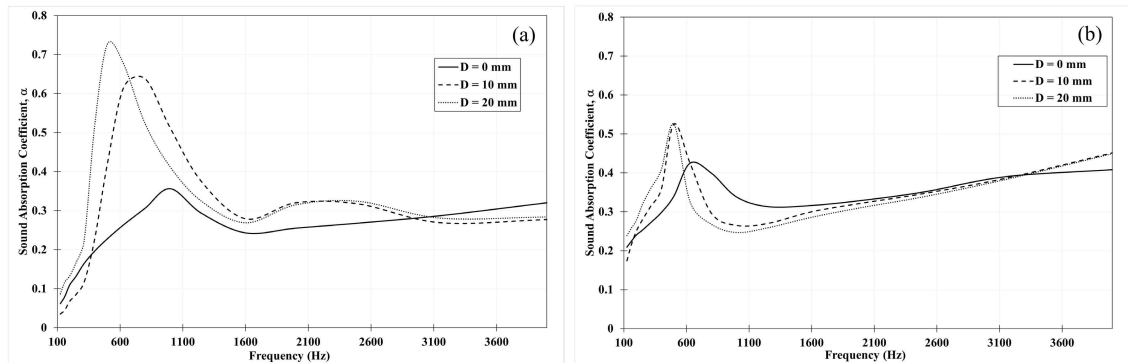 (a)
0.8
0.7
0.6
0.5
0.4
0.3
0.2
0.1
0
Sound Absorption Coefficient, α
D = 0 mm
D = 10 mm
D = 20 mm
100 600 1100 1600 2100 2600 3100 3600
Frequency (Hz)
(b)
0.8
0.7
0.6
0.5
0.4
0.3
0.2
0.1
0
Sound Absorption Coefficient, α
D = 0 mm
D = 10 mm
D = 20 mm
100 600 1100 1600 2100 2600 3100 3600
Frequency (Hz)